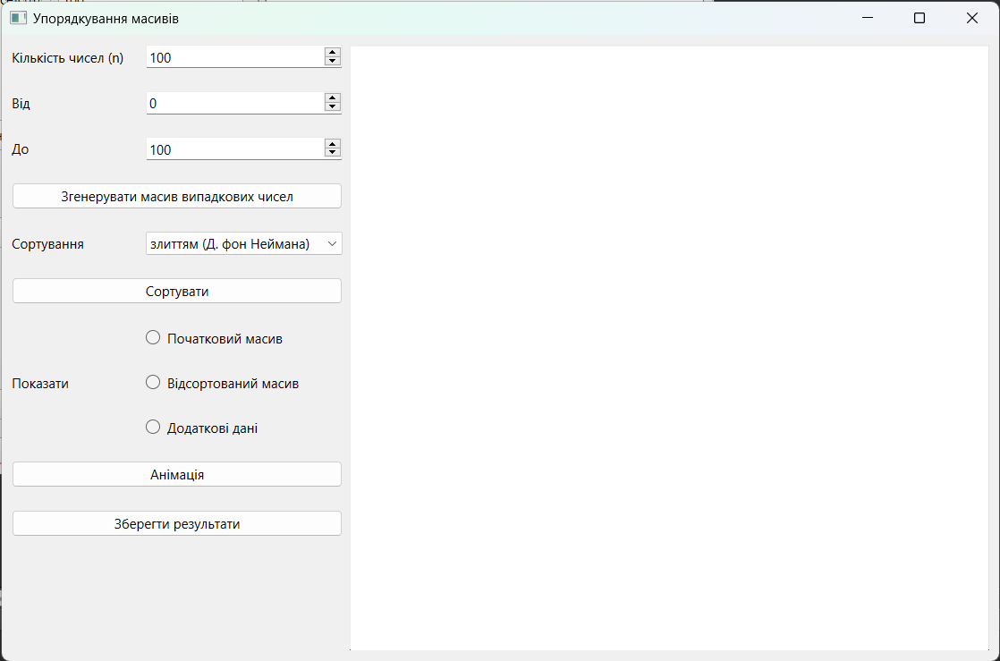 Упорядкування масивів
Кількість чисел (n) 100
Від 0
До 100
Згенерувати масив випадкових чисел
Сортування злиттям (Д. фон Неймана)
Сортувати
Початковий масив
Показати Відсортований масив
Додаткові дані
Анімація
Зберегти результати